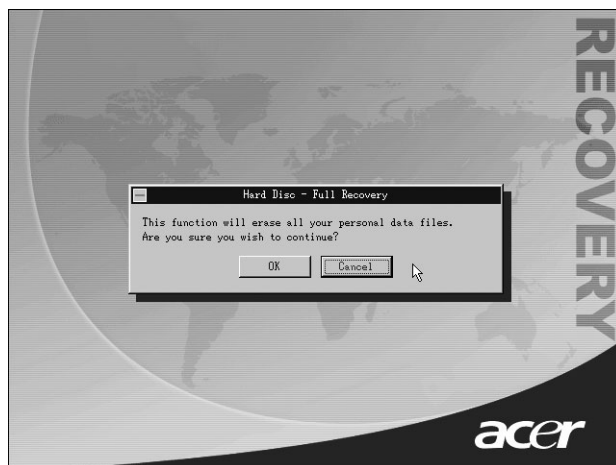 RECOVERY
Hard Disc - Full Recovery
This function will erase all your personal data files.
Are you sure you wish to continue?
OK
Cancel
acer